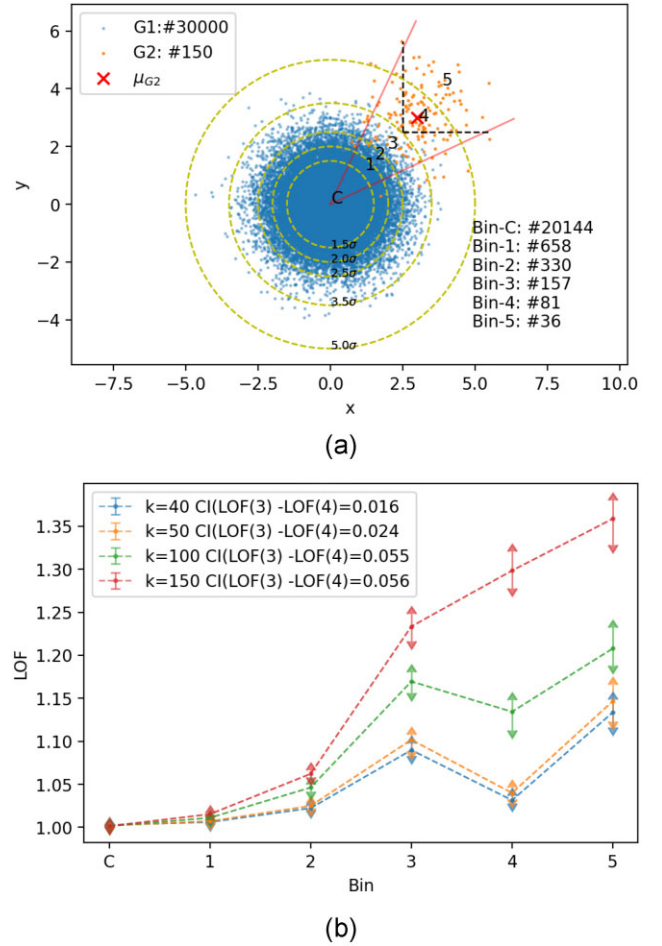 G1:#30000
G2: #150
μG2
6
4
2
0
−2
−4
y
5
4
3
2
1
C
1.5σ
2.0σ
2.5σ
3.5σ
5.0σ
Bin-C: #20144
Bin-1: #658
Bin-2: #330
Bin-3: #157
Bin-4: #81
Bin-5: #36
−7.5 −5.0 −2.5 0.0 2.5 5.0 7.5 10.0
x
(a)
k=40 CI(LOF(3) -LOF(4)=0.016
k=50 CI(LOF(3) -LOF(4)=0.024
k=100 CI(LOF(3) -LOF(4)=0.055
k=150 CI(LOF(3) -LOF(4)=0.056
1.35
1.30
1.25
1.20
1.15
1.10
1.05
1.00
LOF
C 1 2 3 4 5
Bin
(b)